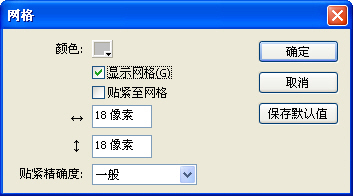 网格
颜色:
确定
显示网格(G)
取消
贴紧至网格
保存默认值
↔ 18 像素
↕ 18 像素
贴紧精确度: 一般